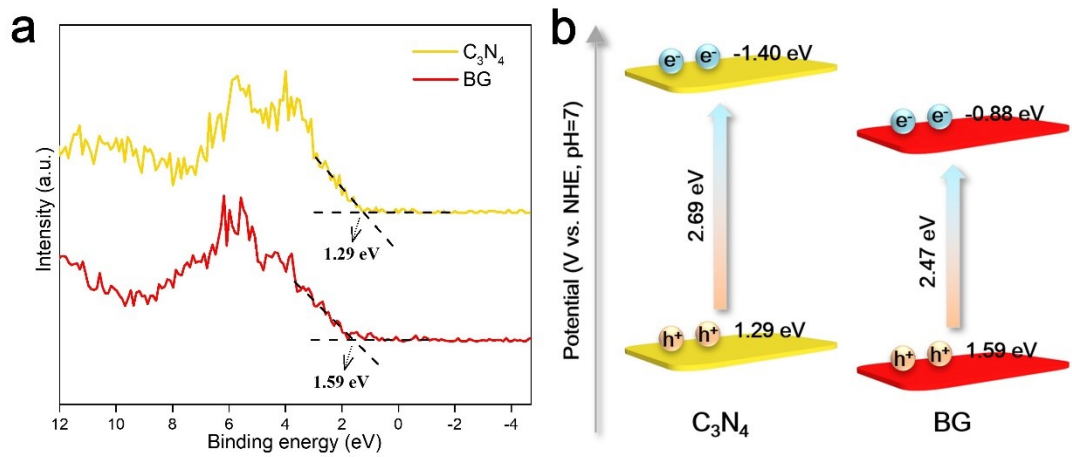 a
C₃N₄
BG
Intensity (a.u.)
1.29 eV
1.59 eV
12 10 8 6 4 2 0 -2 -4
Binding energy (eV)
b
Potential (V vs. NHE, pH=7)
e⁻ e⁻ -1.40 eV
2.69 eV
h⁺ h⁺ 1.29 eV
C₃N₄
e⁻ e⁻ -0.88 eV
2.47 eV
h⁺ h⁺ 1.59 eV
BG